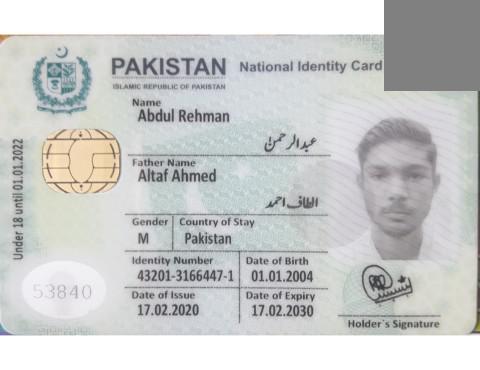 PAKISTAN National Identity Card
ISLAMIC REPUBLIC OF PAKISTAN
Name
Abdul Rehman
عبدالرحمن
Father Name
Altaf Ahmed
الطاف احمد
Gender Country of Stay
M Pakistan
Identity Number Date of Birth
43201-3166447-1 01.01.2004
Date of Issue Date of Expiry
17.02.2020 17.02.2030
Holder's Signature
Under 18 until 01.01.2022
53840